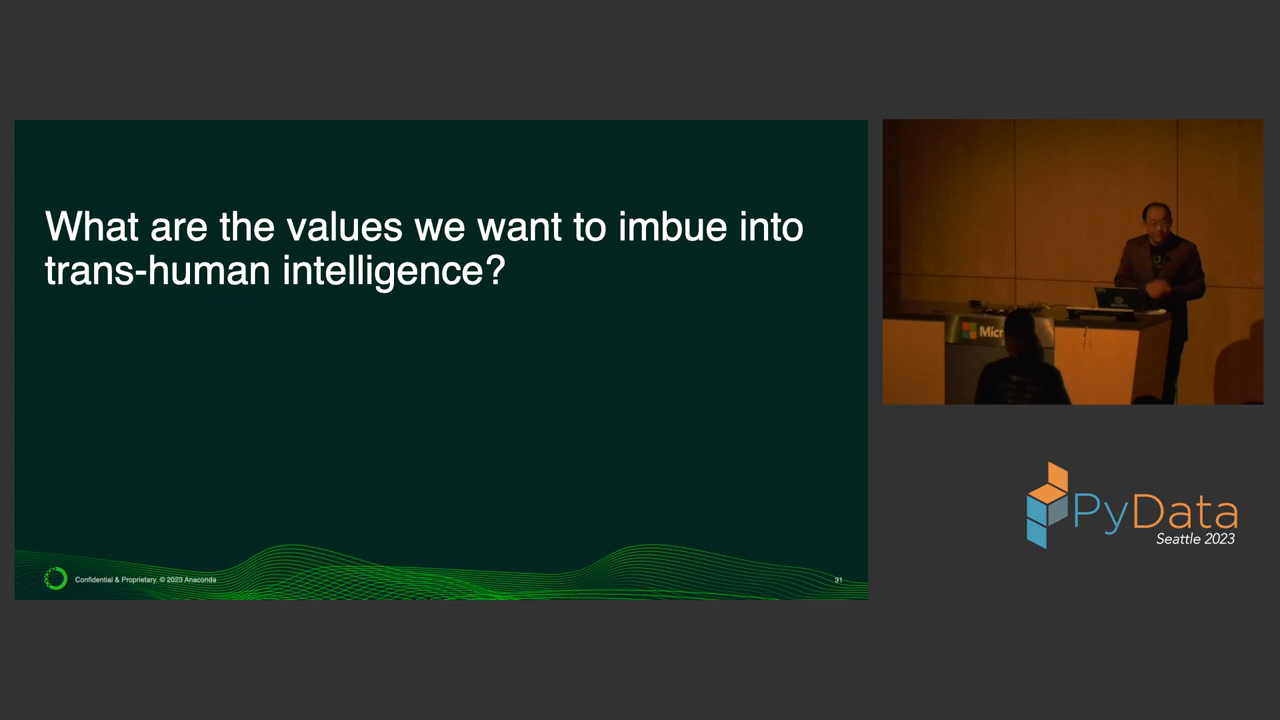 What are the values we want to imbue into
trans-human intelligence?
Confidential & Proprietary. © 2023 Anaconda
31
Micr
PyData
Seattle 2023